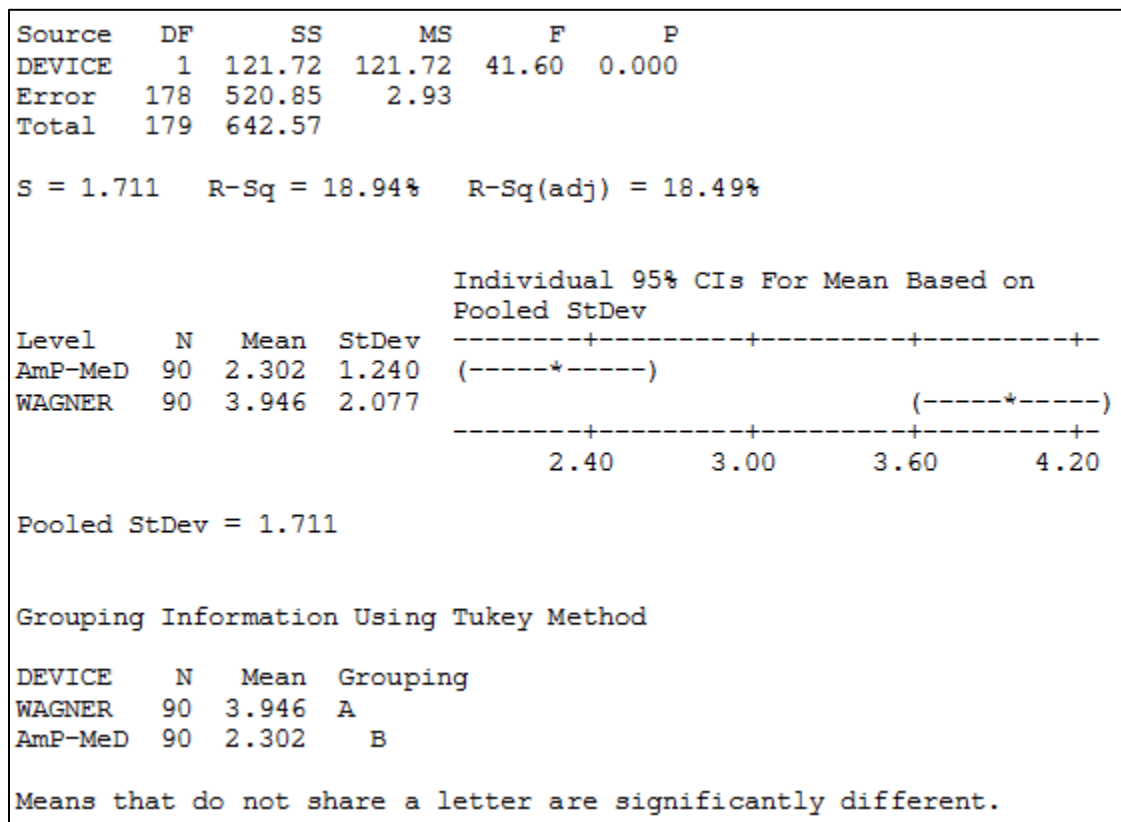 Source   DF      SS      MS      F      P
DEVICE    1  121.72  121.72  41.60  0.000
Error   178  520.85    2.93
Total   179  642.57
S = 1.711   R-Sq = 18.94%   R-Sq(adj) = 18.49%
Individual 95% CIs For Mean Based on
Pooled StDev
Level     N   Mean  StDev  --------+---------+---------+---------+-
AmP-MeD  90  2.302  1.240  (-----*-----)
WAGNER   90  3.946  2.077                              (-----*-----)
--------+---------+---------+---------+-
2.40      3.00      3.60      4.20
Pooled StDev = 1.711
Grouping Information Using Tukey Method
DEVICE    N   Mean  Grouping
WAGNER   90  3.946  A
AmP-MeD  90  2.302    B
Means that do not share a letter are significantly different.